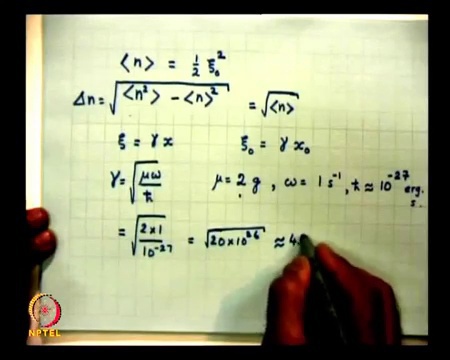 ⟨n⟩ = 1/2 ξ₀²
Δn = √(⟨n²⟩ − ⟨n⟩²) = √⟨n⟩
ξ = γ x ξ₀ = γ x₀
γ = √(μω/ħ) μ = 2 g , ω = 1 s⁻¹, ħ ≈ 10⁻²⁷ erg. s.
= √(2 × 1/10⁻²⁷) = √(20 × 10²⁶) ≈ 4.
NPTEL